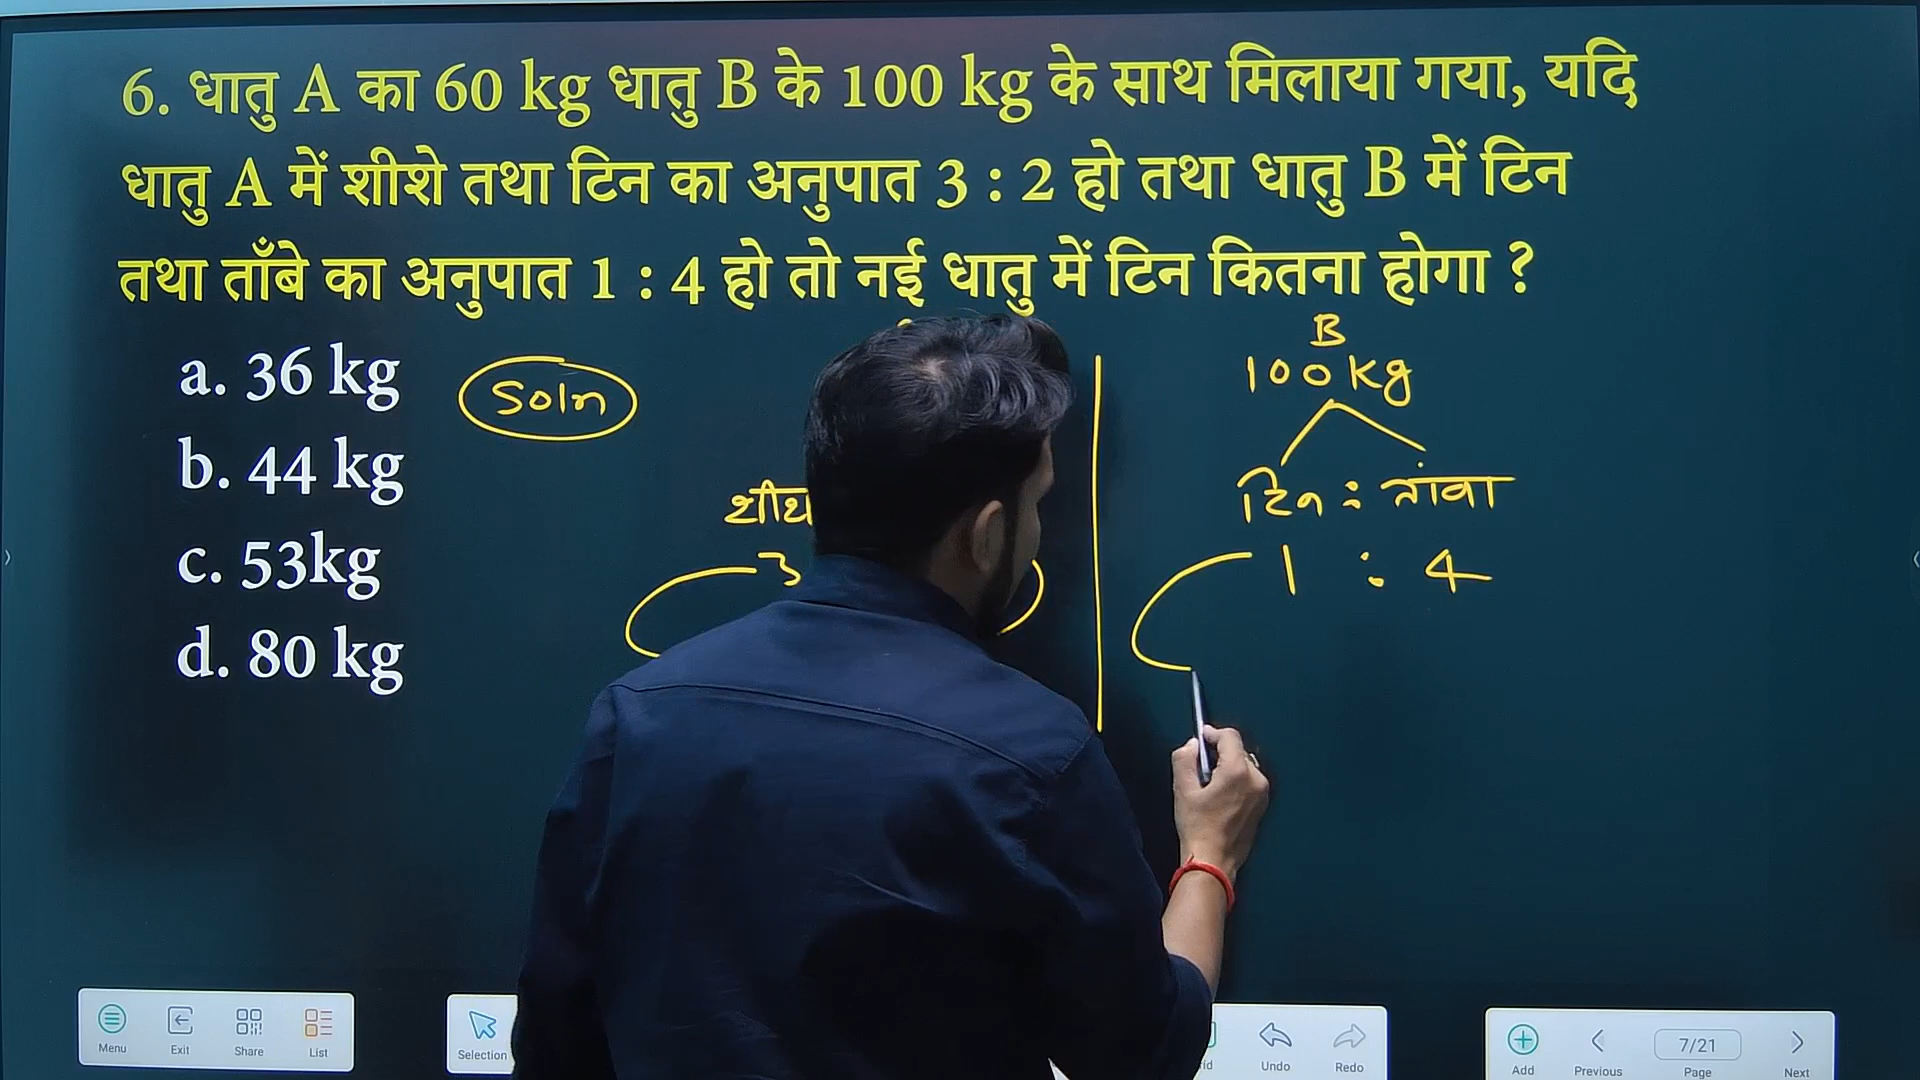 6. धातु A का 60 kg धातु B के 100 kg के साथ मिलाया गया, यदि
धातु A में शीशे तथा टिन का अनुपात 3 : 2 हो तथा धातु B में टिन
तथा ताँबे का अनुपात 1 : 4 हो तो नई धातु में टिन कितना होगा ?
a. 36 kg
b. 44 kg
c. 53kg
d. 80 kg
Soln
3
B
100 kg
टिन : तांबा
1 : 4
Menu Exit Share List
Selection
Undo Redo
Add Previous 7/21 Page Next